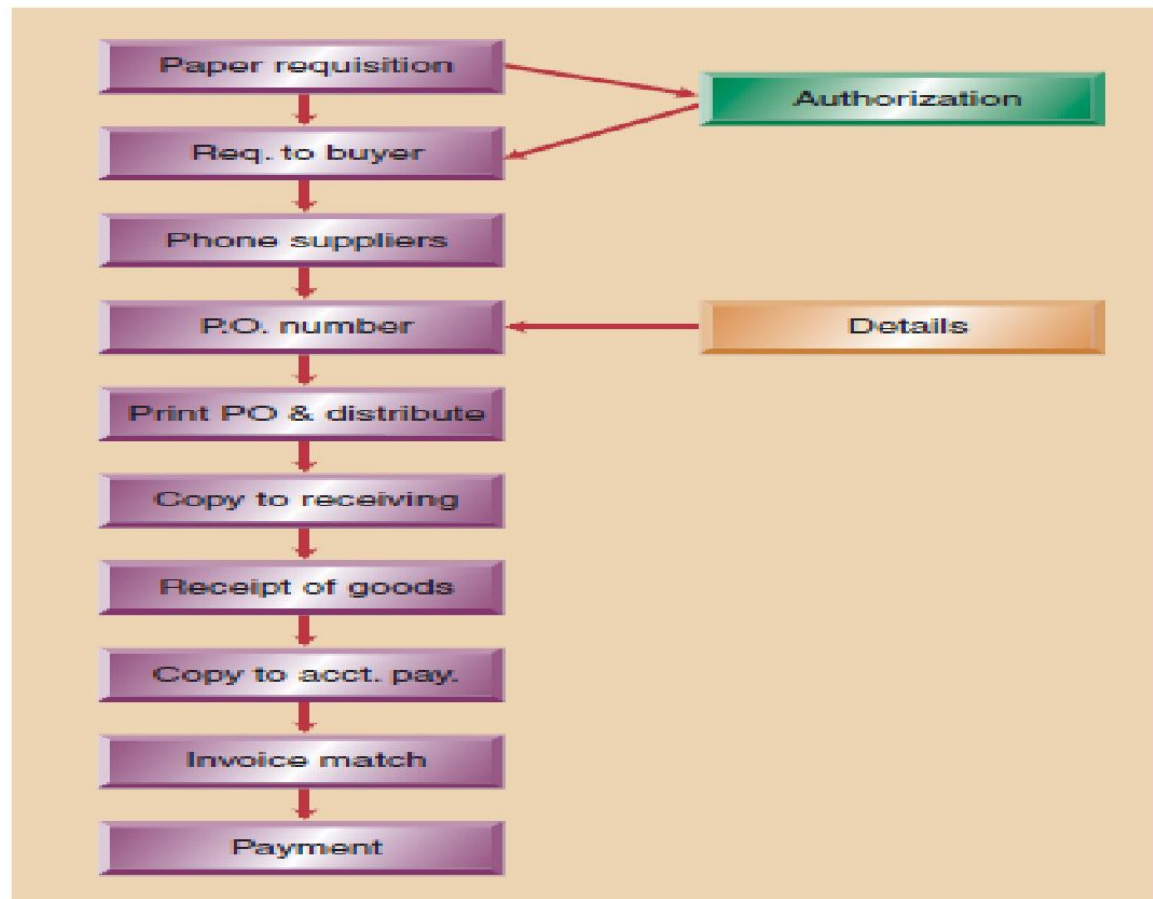 Paper requisition
Authorization
Req. to buyer
Phone suppliers
P.O. number
Details
Print PO & distribute
Copy to receiving
Receipt of goods
Copy to acct. pay.
Invoice match
Payment